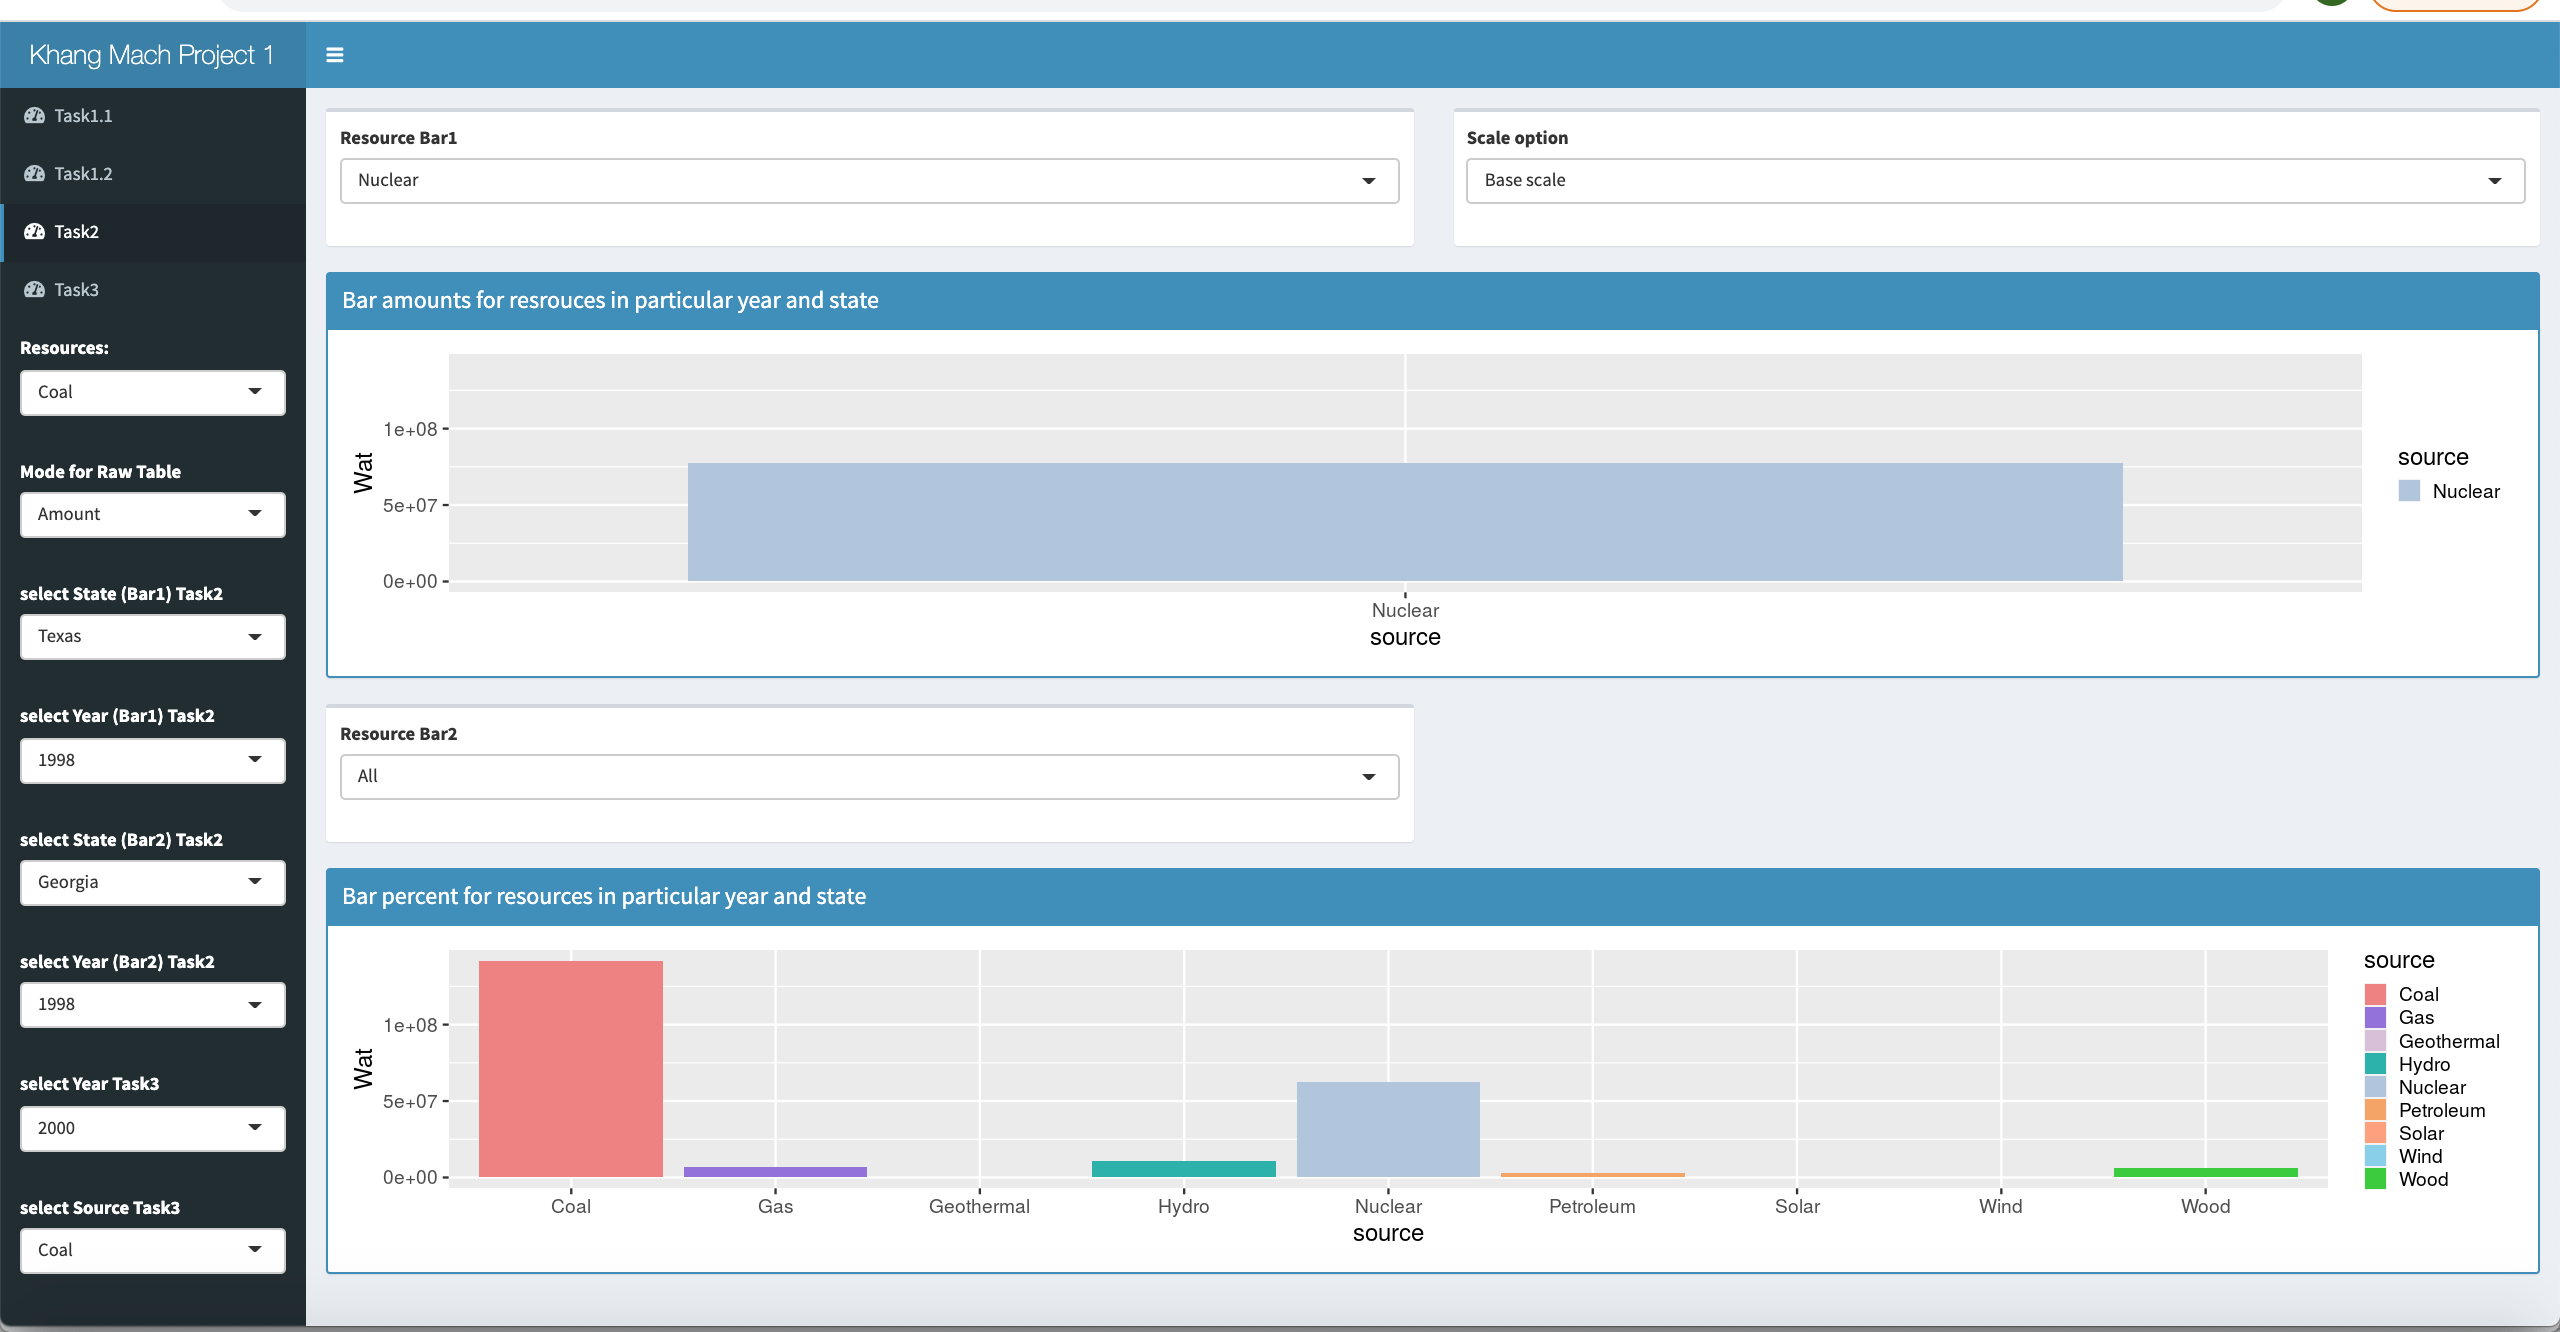 Khang Mach Project 1
Task1.1
Task1.2
Task2
Task3
Resources:
Coal
Mode for Raw Table
Amount
select State (Bar1) Task2
Texas
select Year (Bar1) Task2
1998
select State (Bar2) Task2
Georgia
select Year (Bar2) Task2
1998
select Year Task3
2000
select Source Task3
Coal
Resource Bar1
Nuclear
Scale option
Base scale
Bar amounts for resrouces in particular year and state
Wat
1e+08
5e+07
0e+00
Nuclear
source
source
Nuclear
Resource Bar2
All
Bar percent for resources in particular year and state
Wat
1e+08
5e+07
0e+00
Coal Gas Geothermal Hydro Nuclear Petroleum Solar Wind Wood
source
source
Coal
Gas
Geothermal
Hydro
Nuclear
Petroleum
Solar
Wind
Wood